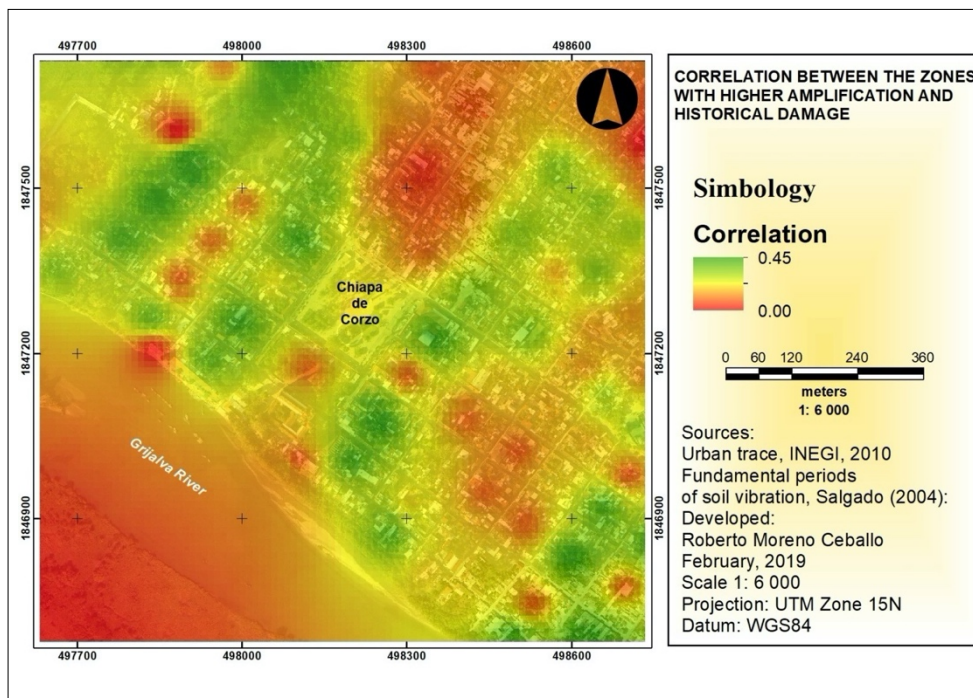 497700 498000 498300 498600
1847500 1847500
1847200 1847200
1846900 1846900
Chiapa
de
Corzo
Grijalva River
497700 498000 498300 498600
CORRELATION BETWEEN THE ZONES
WITH HIGHER AMPLIFICATION AND
HISTORICAL DAMAGE
Simbology
Correlation
0.45
0.00
0 60 120 240 360
meters
1: 6 000
Sources:
Urban trace, INEGI, 2010
Fundamental periods
of soil vibration, Salgado (2004):
Developed:
Roberto Moreno Ceballo
February, 2019
Scale 1: 6 000
Projection: UTM Zone 15N
Datum: WGS84